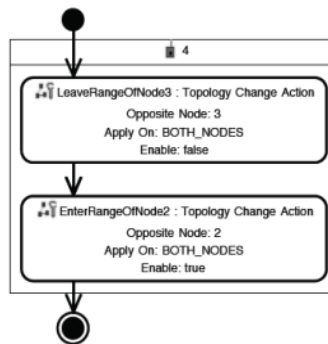 4
LeaveRangeOfNode3 : Topology Change Action
Opposite Node: 3
Apply On: BOTH_NODES
Enable: false
EnterRangeOfNode2 : Topology Change Action
Opposite Node: 2
Apply On: BOTH_NODES
Enable: true